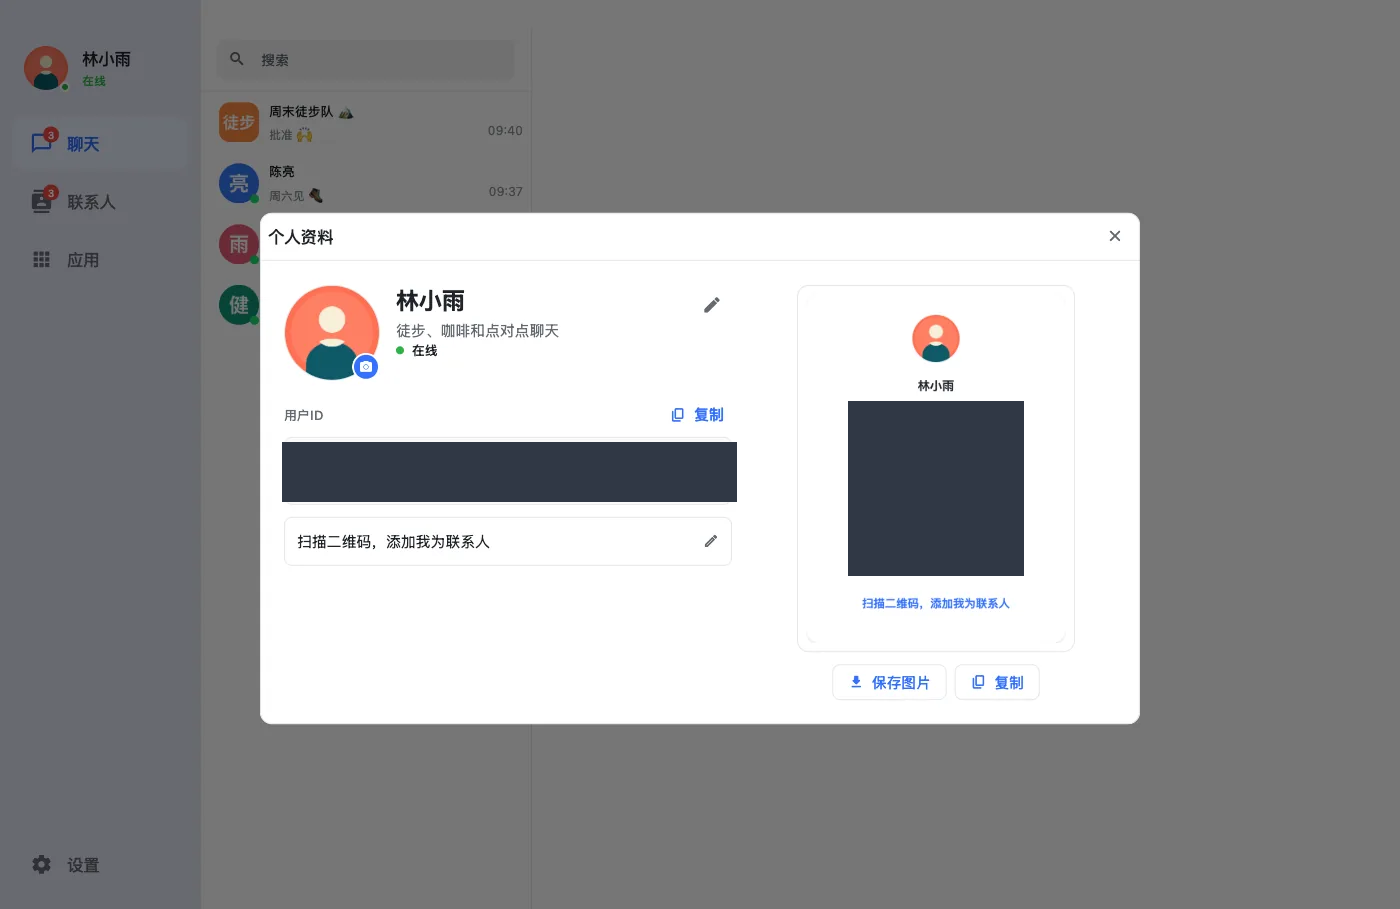 林小雨
在线
3
聊天
3
联系人
应用
设置
搜索
徒步
周末徒步队
批准
09:40
亮
陈亮
周六见
09:37
雨
健
个人资料
林小雨
徒步、咖啡和点对点聊天
在线
用户ID
复制
扫描二维码，添加我为联系人
林小雨
扫描二维码，添加我为联系人
保存图片
复制